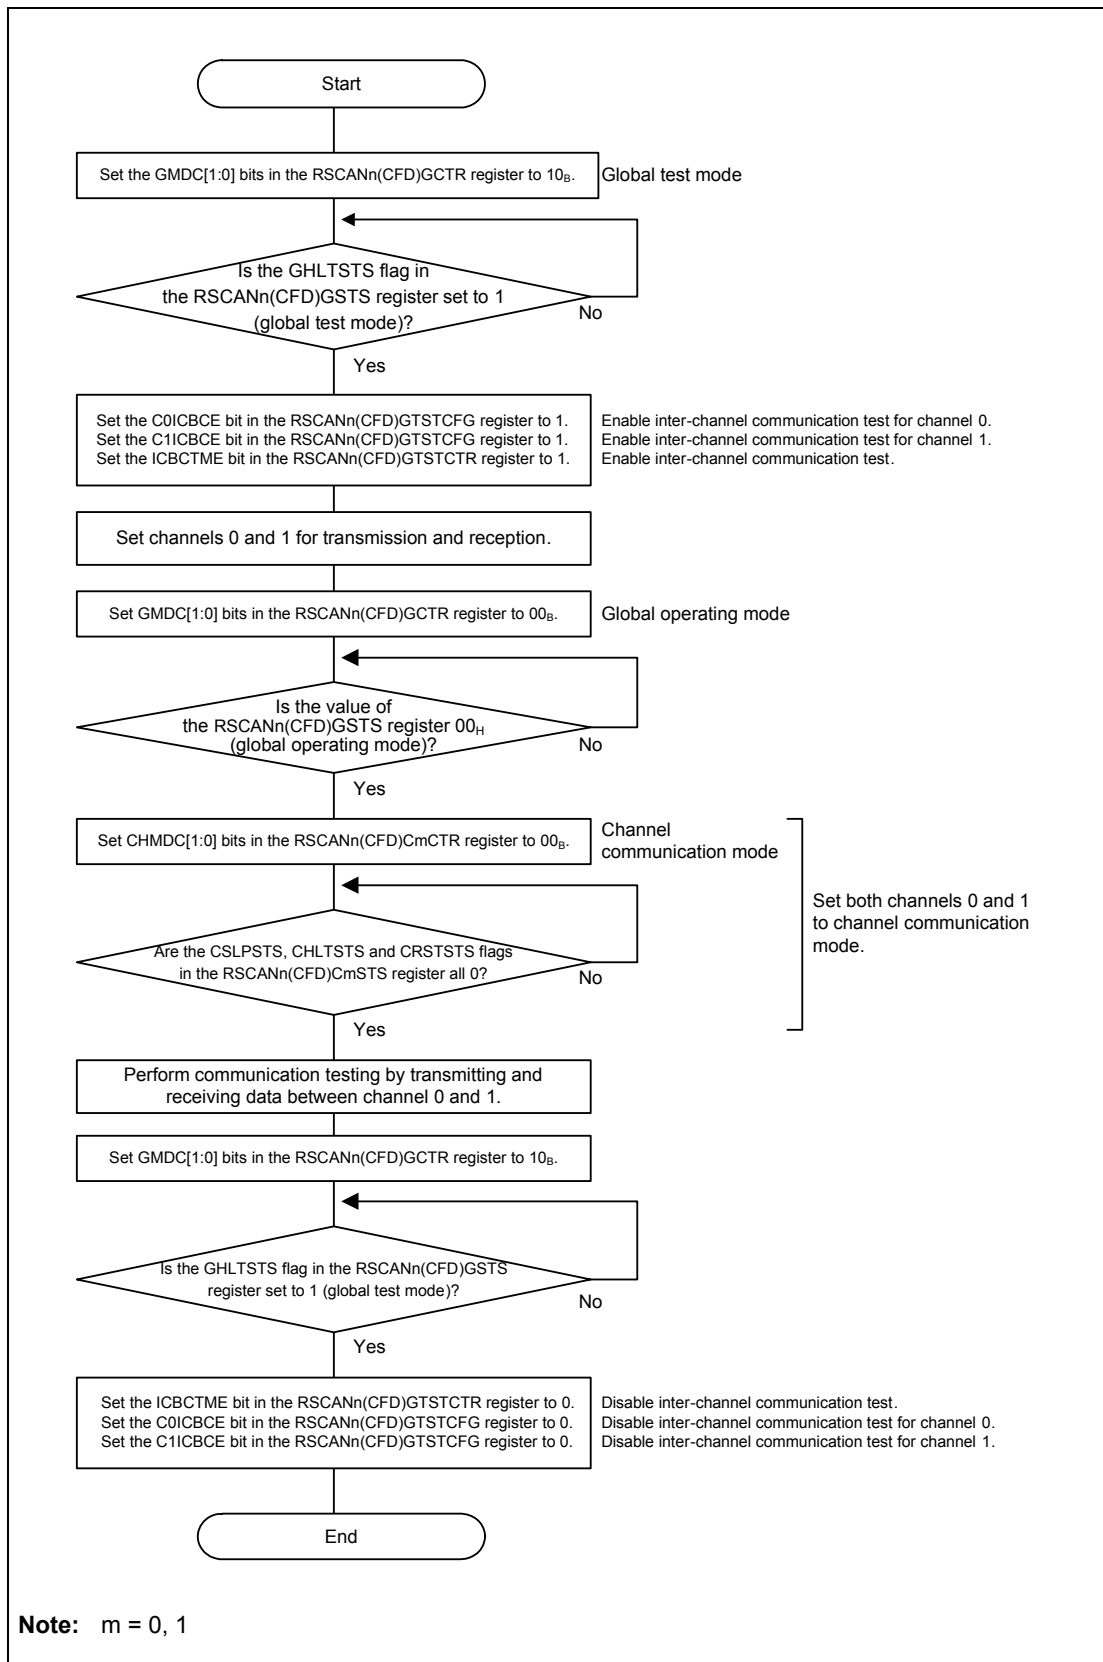 Start
Set the GMDC[1:0] bits in the RSCANn(CFD)GCTR register to 10B.
Global test mode
Is the GHLTSTS flag in
the RSCANn(CFD)GSTS register set to 1
(global test mode)?
No
Yes
Set the C0ICBCE bit in the RSCANn(CFD)GTSTCFG register to 1.
Set the C1ICBCE bit in the RSCANn(CFD)GTSTCFG register to 1.
Set the ICBCTME bit in the RSCANn(CFD)GTSTCTR register to 1.
Enable inter-channel communication test for channel 0.
Enable inter-channel communication test for channel 1.
Enable inter-channel communication test.
Set channels 0 and 1 for transmission and reception.
Set GMDC[1:0] bits in the RSCANn(CFD)GCTR register to 00B.
Global operating mode
Is the value of
the RSCANn(CFD)GSTS register 00H
(global operating mode)?
No
Yes
Set CHMDC[1:0] bits in the RSCANn(CFD)CmCTR register to 00B.
Channel
communication mode
Are the CSLPSTS, CHLTSTS and CRSTSTS flags
in the RSCANn(CFD)CmSTS register all 0?
No
Yes
Set both channels 0 and 1
to channel communication
mode.
Perform communication testing by transmitting and
receiving data between channel 0 and 1.
Set GMDC[1:0] bits in the RSCANn(CFD)GCTR register to 10B.
Is the GHLTSTS flag in the RSCANn(CFD)GSTS
register set to 1 (global test mode)?
No
Yes
Set the ICBCTME bit in the RSCANn(CFD)GTSTCTR register to 0.
Set the C0ICBCE bit in the RSCANn(CFD)GTSTCFG register to 0.
Set the C1ICBCE bit in the RSCANn(CFD)GTSTCFG register to 0.
Disable inter-channel communication test.
Disable inter-channel communication test for channel 0.
Disable inter-channel communication test for channel 1.
End
Note: m = 0, 1